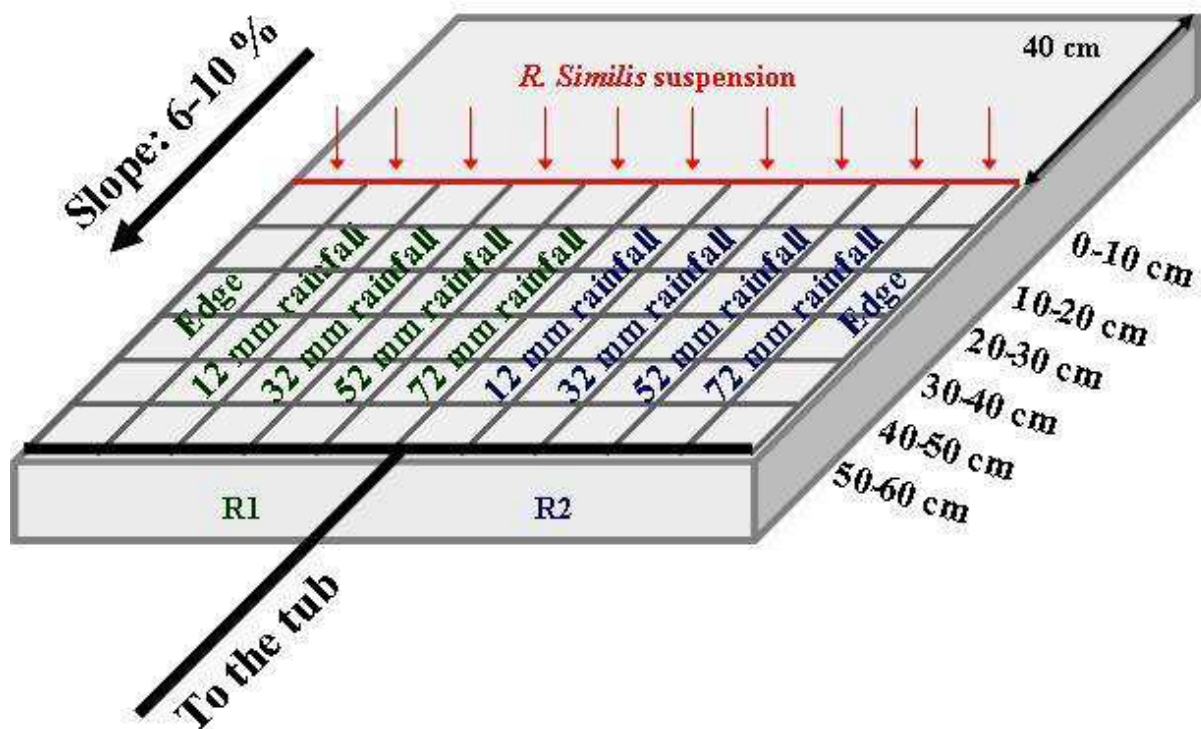 Slope: 6-10 %
40 cm
R. Similis suspension
Edge
12 mm rainfall
32 mm rainfall
52 mm rainfall
72 mm rainfall
12 mm rainfall
32 mm rainfall
52 mm rainfall
72 mm rainfall
Edge
0-10 cm
10-20 cm
20-30 cm
30-40 cm
40-50 cm
50-60 cm
R1
R2
To the tub